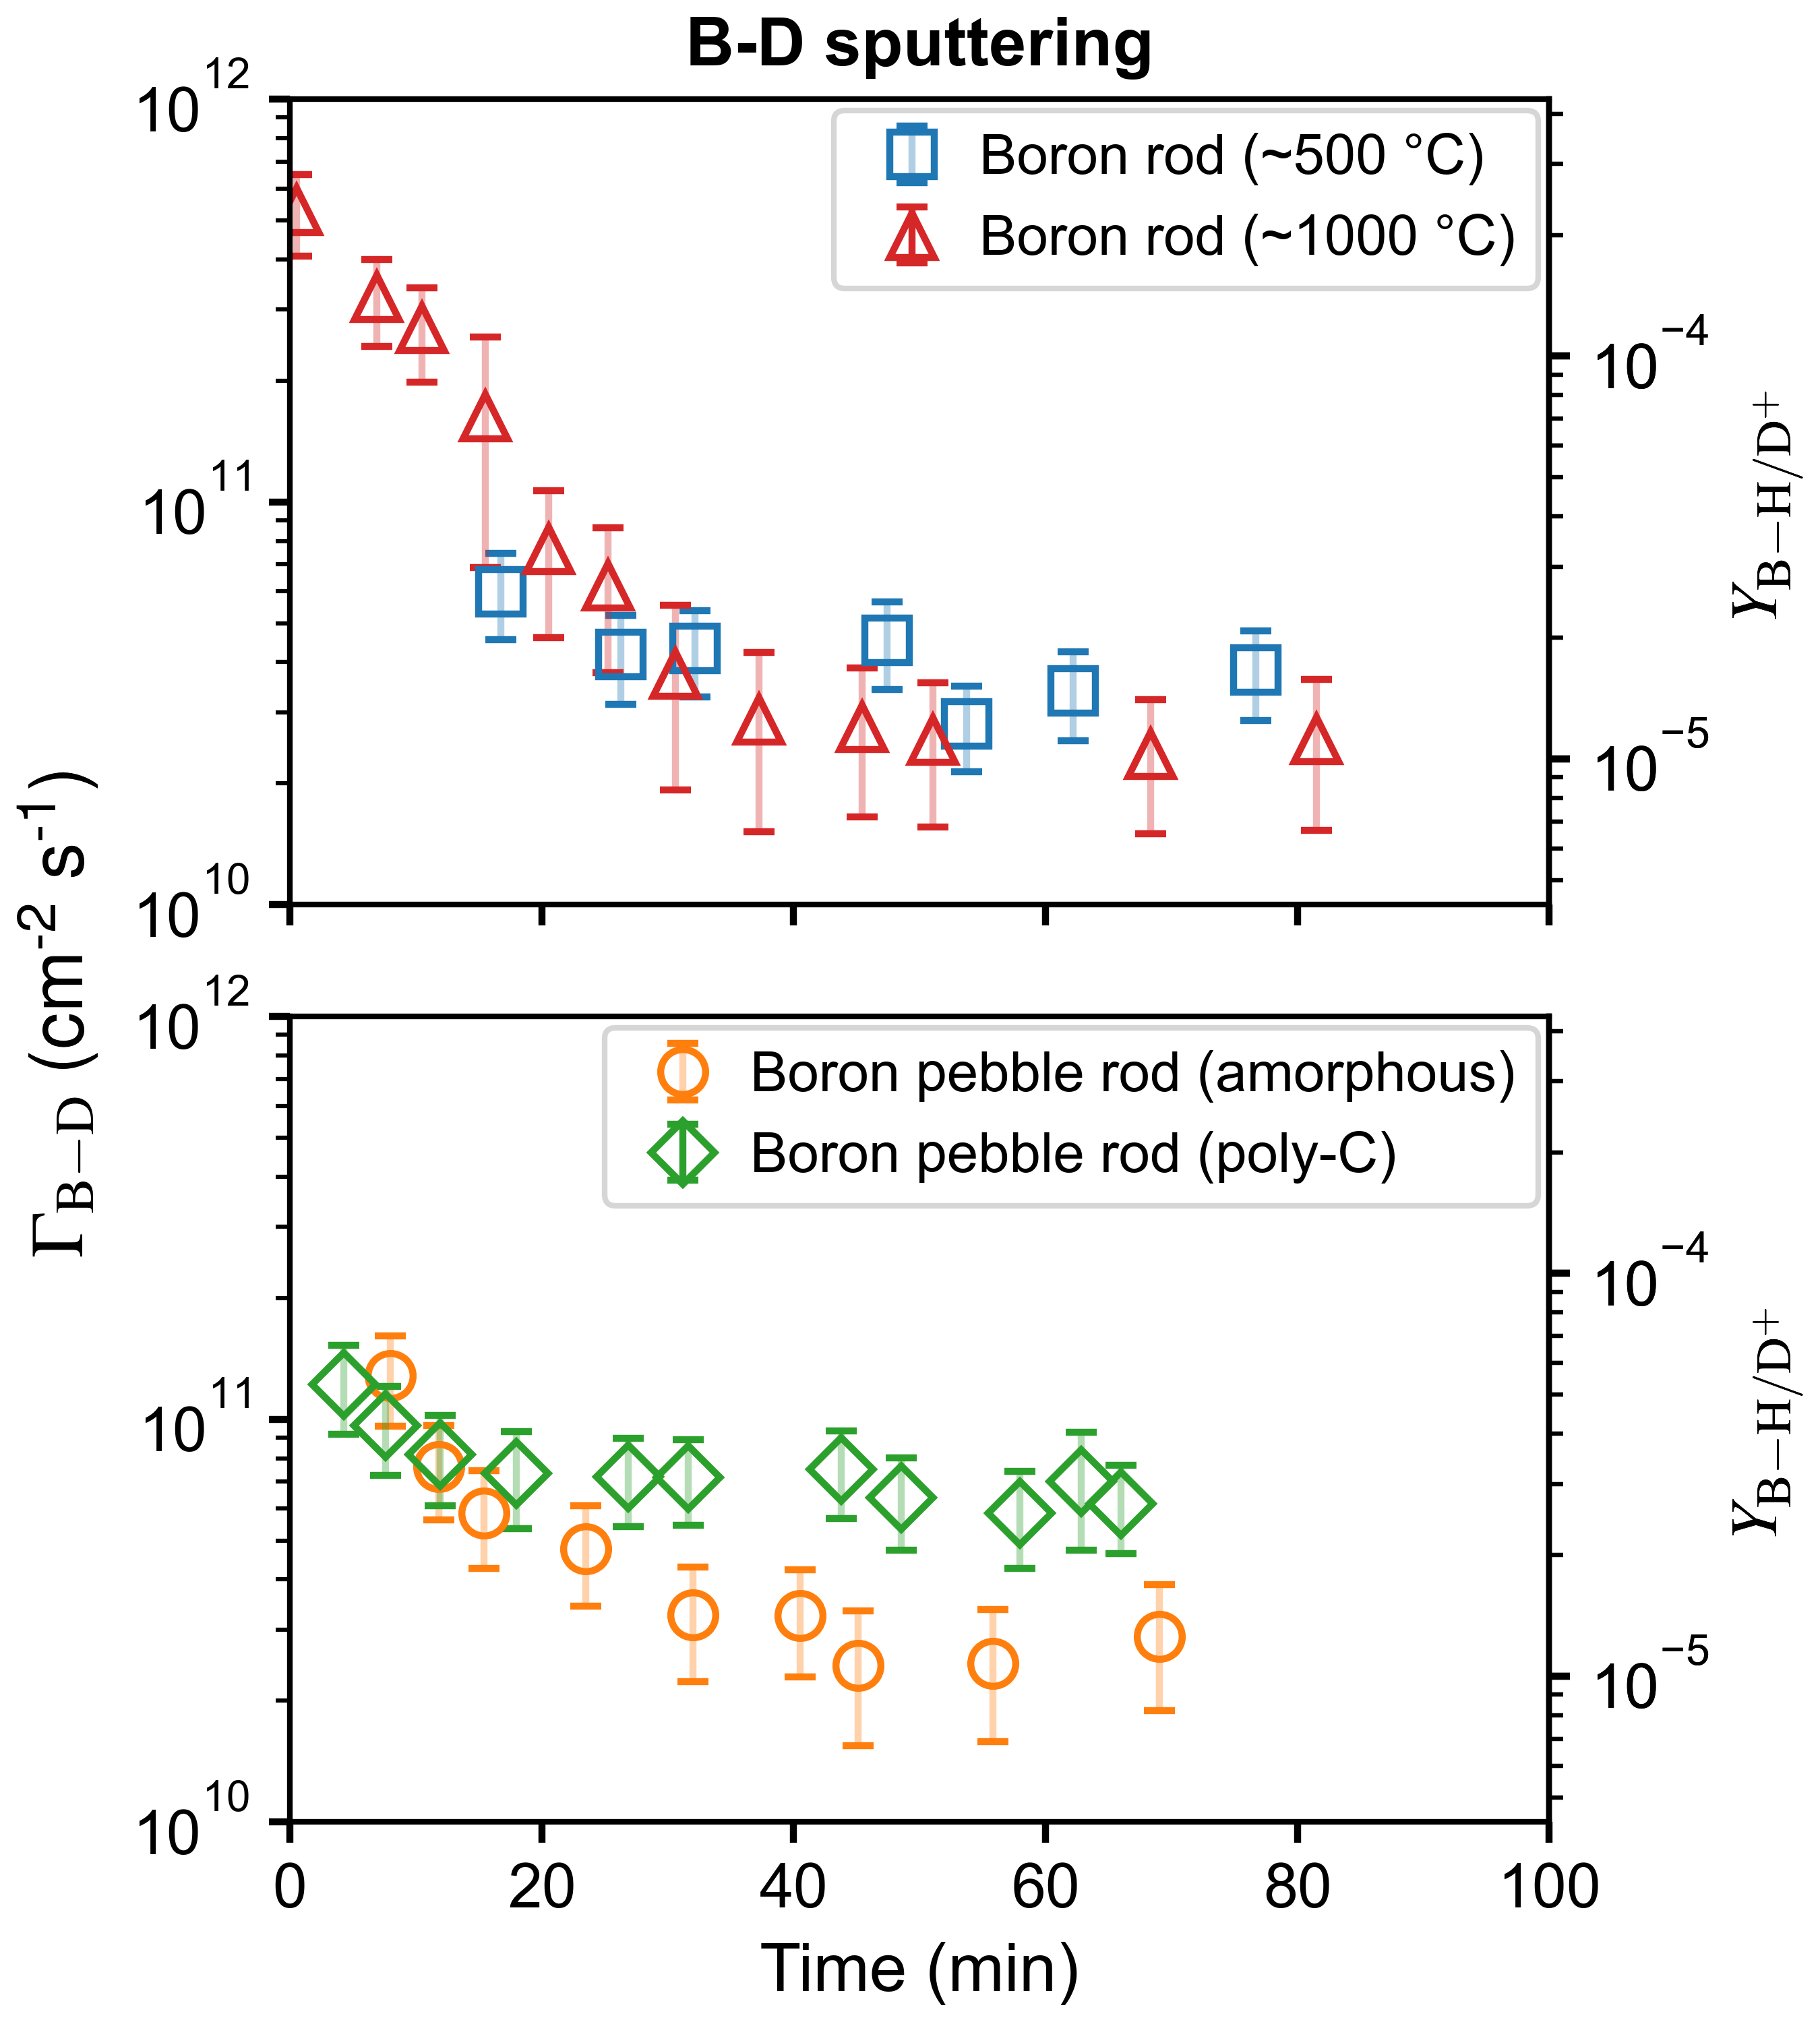 B-D sputtering
10^12
10^11
10^10
Boron rod (~500 °C)
Boron rod (~1000 °C)
10^−4
10^−5
Y_B−H/D^+
Γ_B−D (cm^-2 s^-1)
10^12
10^11
10^10
Boron pebble rod (amorphous)
Boron pebble rod (poly-C)
10^−4
10^−5
Y_B−H/D^+
0 20 40 60 80 100
Time (min)